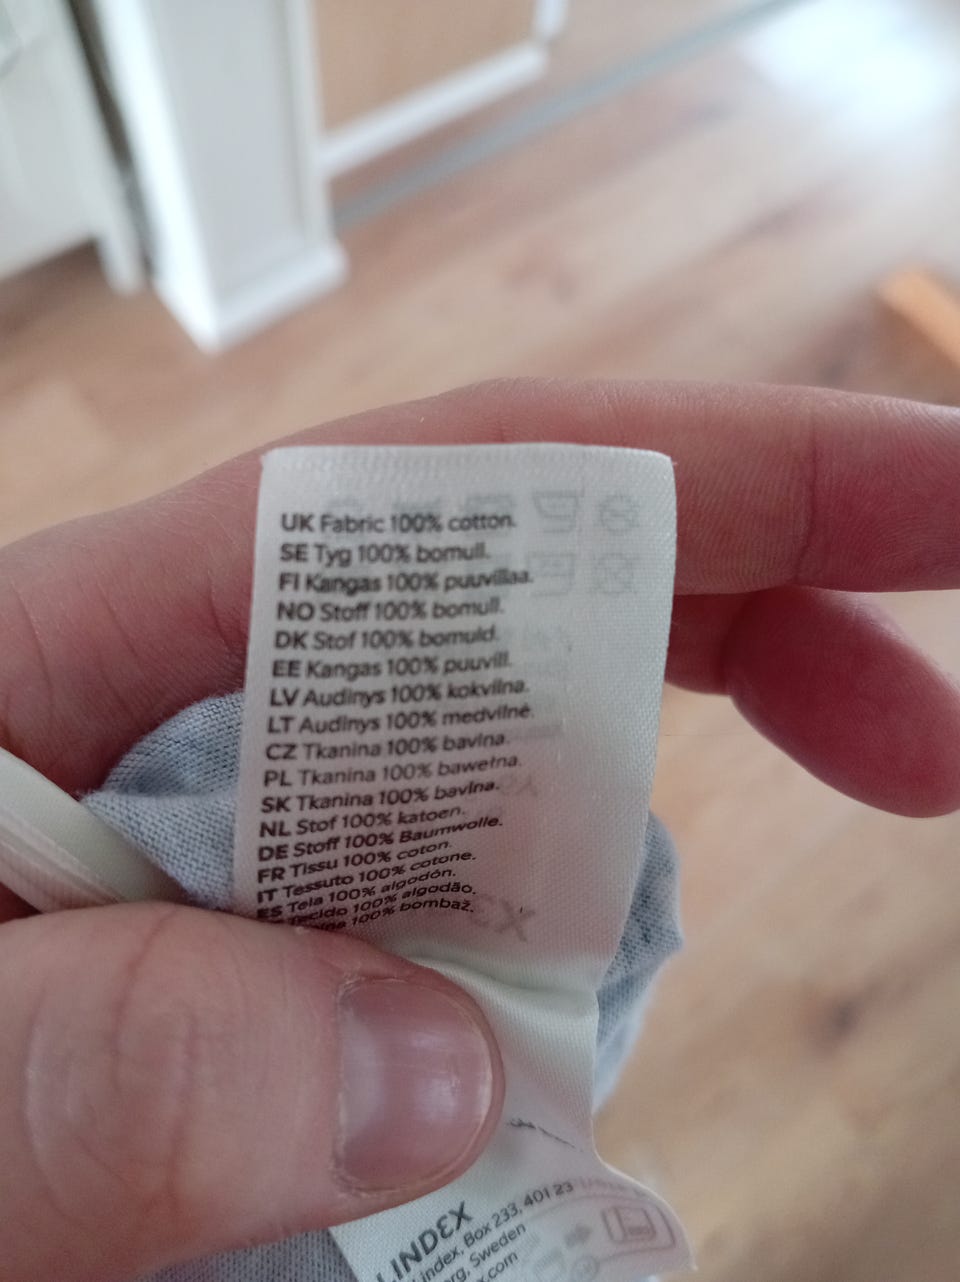 UK Fabric 100% cotton.
SE Tyg 100% bomull.
FI Kangas 100% puuvillaa.
NO Stoff 100% bomull.
DK Stof 100% bomuld.
EE Kangas 100% puuvill.
LV Audinys 100% kokvilna.
LT Audinys 100% medvilnė.
CZ Tkanina 100% bavlna.
PL Tkanina 100% bawełna.
SK Tkanina 100% bavlna.
NL Stof 100% katoen.
DE Stoff 100% Baumwolle.
FR Tissu 100% coton.
IT Tessuto 100% cotone.
ES Tela 100% algodón.
Tecido 100% algodão.
100% bombaž.
LINDEX
Lindex, Box 233, 401 23
Sweden